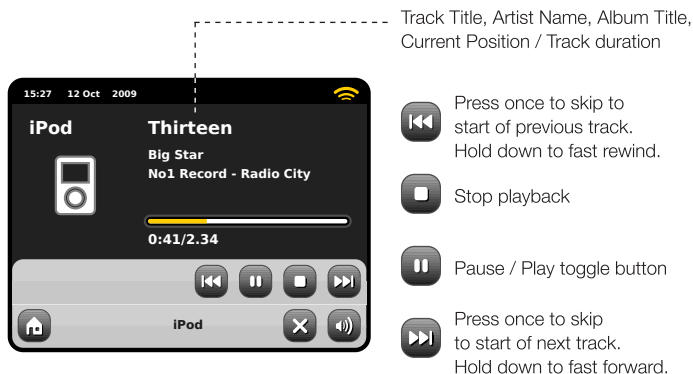 Track Title, Artist Name, Album Title,
Current Position / Track duration
15:27 12 Oct 2009
iPod
Thirteen
Big Star
No1 Record - Radio City
0:41/2.34
iPod
Press once to skip to
start of previous track.
Hold down to fast rewind.
Stop playback
Pause / Play toggle button
Press once to skip
to start of next track.
Hold down to fast forward.